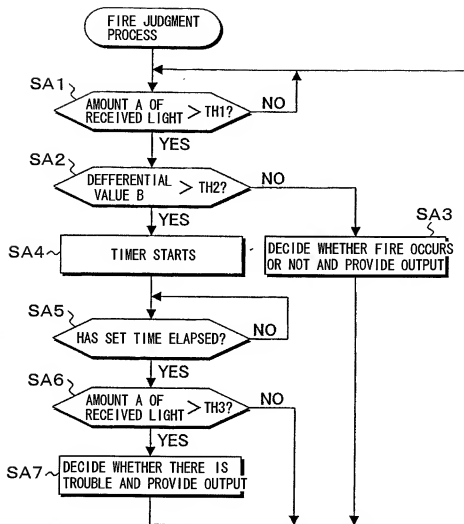 FIRE JUDGMENT
PROCESS
SA1
AMOUNT A OF
RECEIVED LIGHT > TH1?
NO
YES
SA2
DEFFERENTIAL
VALUE B > TH2?
NO
YES
SA3
DECIDE WHETHER FIRE OCCURS
OR NOT AND PROVIDE OUTPUT
SA4
TIMER STARTS
SA5
HAS SET TIME ELAPSED?
NO
YES
SA6
AMOUNT A OF
RECEIVED LIGHT > TH3?
NO
YES
SA7
DECIDE WHETHER THERE IS
TROUBLE AND PROVIDE OUTPUT